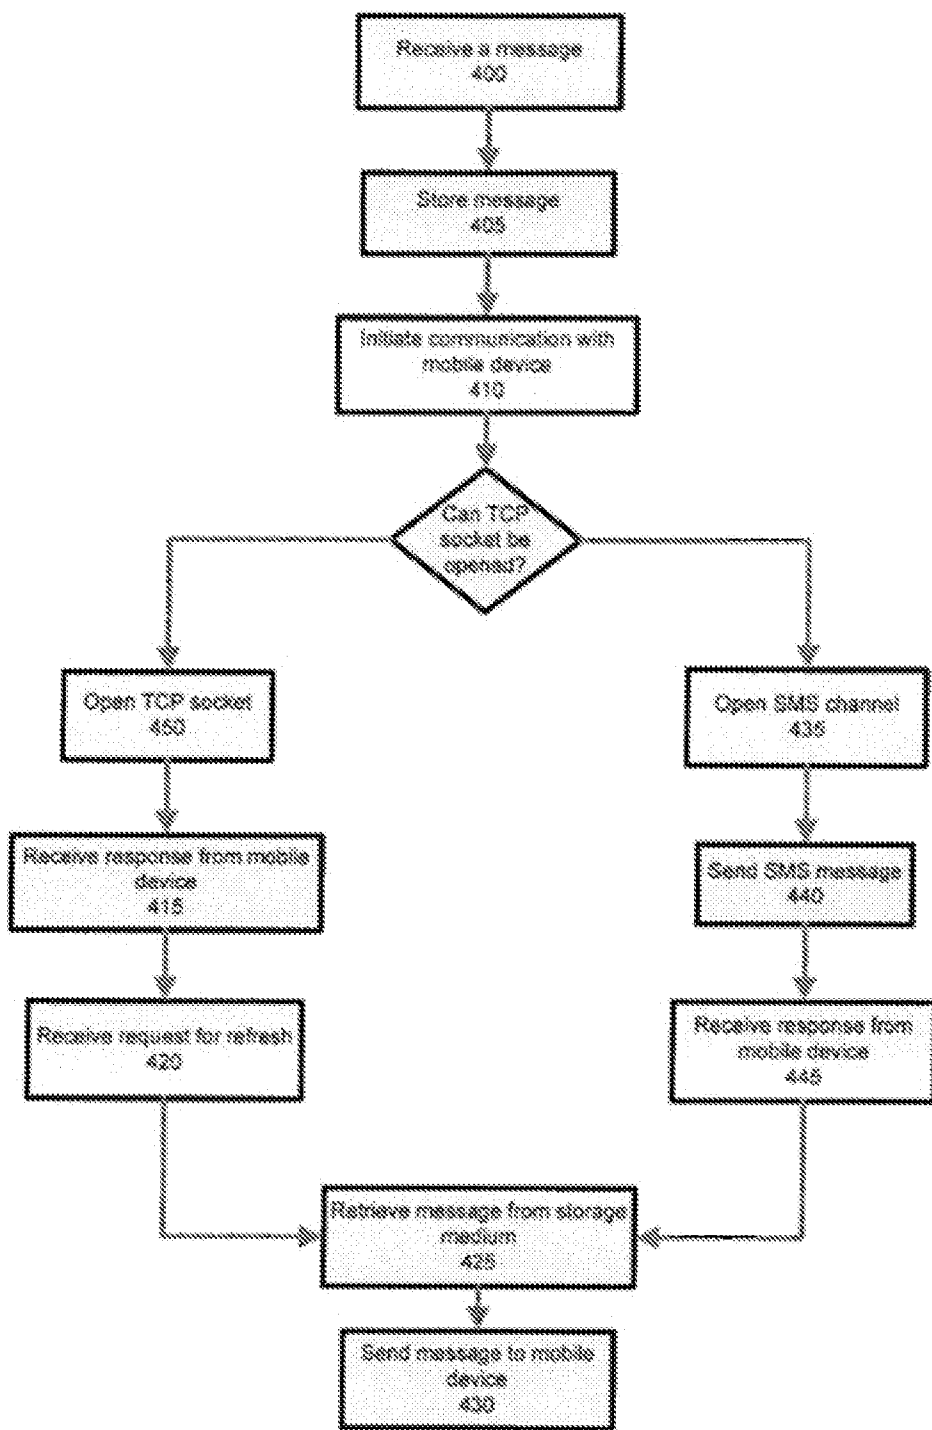 Receive a message
400
Store message
405
Initiate communication with
mobile device
410
Can TCP
socket be
opened?
Open TCP socket
450
Open SMS channel
435
Receive response from mobile
device
415
Send SMS message
440
Receive request for refresh
420
Receive response from
mobile device
445
Retrieve message from storage
medium
425
Send message to mobile
device
430